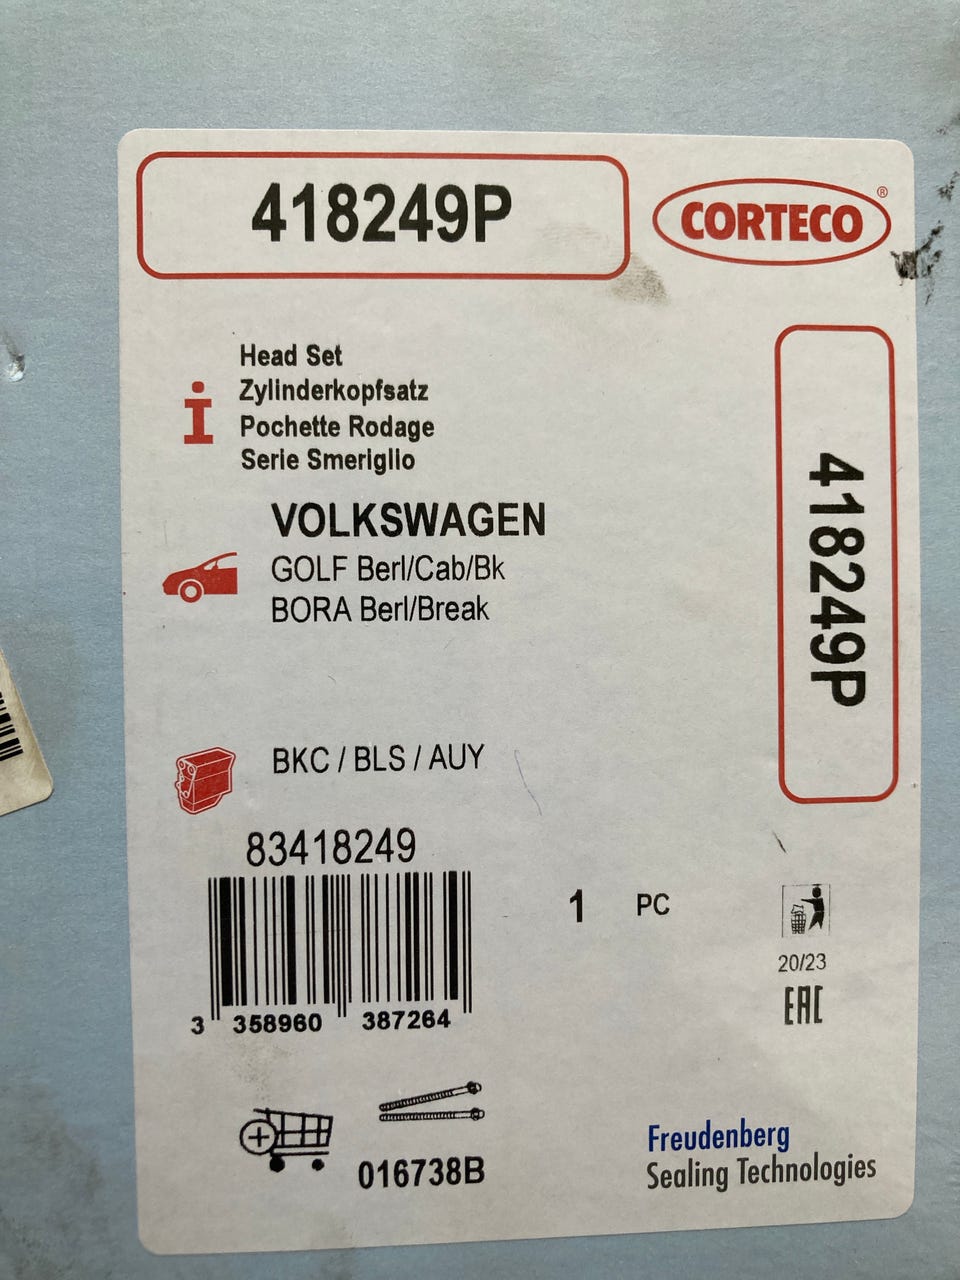 418249P
CORTECO®
Head Set
Zylinderkopfsatz
Pochette Rodage
Serie Smeriglio
418249P
VOLKSWAGEN
GOLF Berl/Cab/Bk
BORA Berl/Break
BKC / BLS / AUY
83418249
1 PC
20/23
EAC
3 358960 387264
016738B
Freudenberg
Sealing Technologies